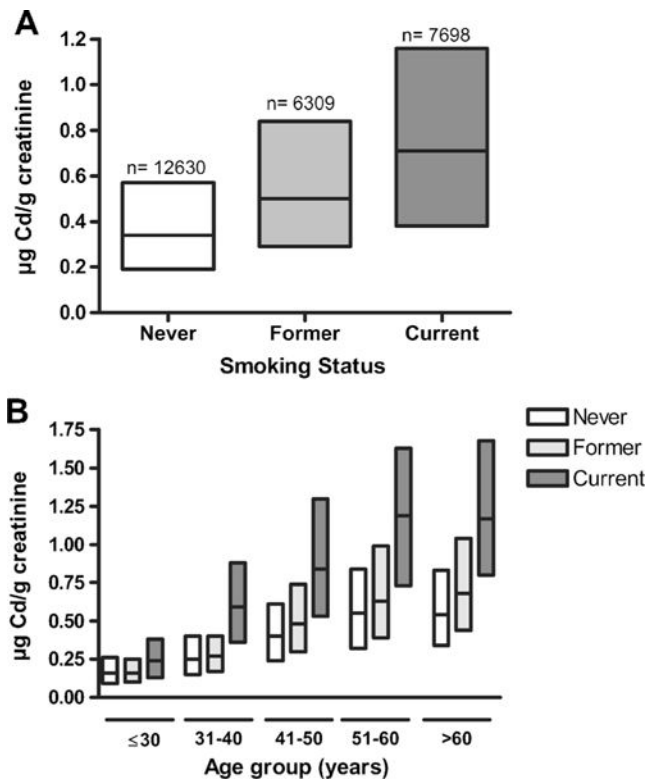 A
µg Cd/g creatinine
1.2
1.0
0.8
0.6
0.4
0.2
0.0
n= 12630
n= 6309
n= 7698
Never Former Current
Smoking Status
B
µg Cd/g creatinine
1.75
1.50
1.25
1.00
0.75
0.50
0.25
0.00
Never
Former
Current
≤30 31-40 41-50 51-60 >60
Age group (years)